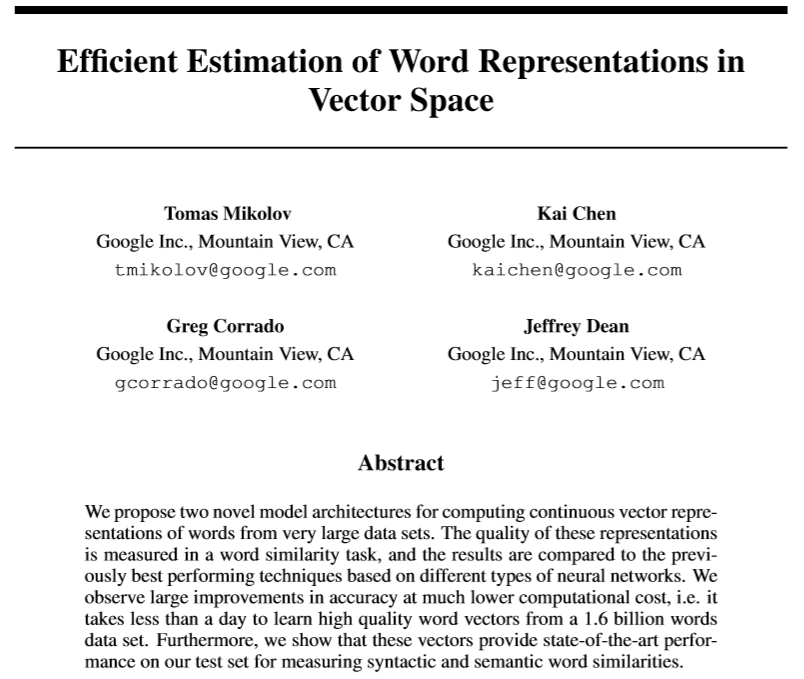 Efficient Estimation of Word Representations in
Vector Space
Tomas Mikolov
Google Inc., Mountain View, CA
tmikolov@google.com
Kai Chen
Google Inc., Mountain View, CA
kaichen@google.com
Greg Corrado
Google Inc., Mountain View, CA
gcorrado@google.com
Jeffrey Dean
Google Inc., Mountain View, CA
jeff@google.com
Abstract
We propose two novel model architectures for computing continuous vector repre-
sentations of words from very large data sets. The quality of these representations
is measured in a word similarity task, and the results are compared to the previ-
ously best performing techniques based on different types of neural networks. We
observe large improvements in accuracy at much lower computational cost, i.e. it
takes less than a day to learn high quality word vectors from a 1.6 billion words
data set. Furthermore, we show that these vectors provide state-of-the-art perfor-
mance on our test set for measuring syntactic and semantic word similarities.